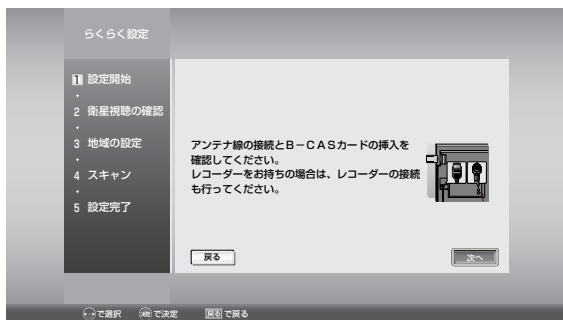 らくらく設定
1 設定開始
2 衛星視聴の確認
3 地域の設定
4 スキャン
5 設定完了
アンテナ線の接続とB-CASカードの挿入を
確認してください。
レコーダーをお持ちの場合は、レコーダーの接続
も行ってください。
戻る
次へ
で選択 決定 で決定 戻る で戻る